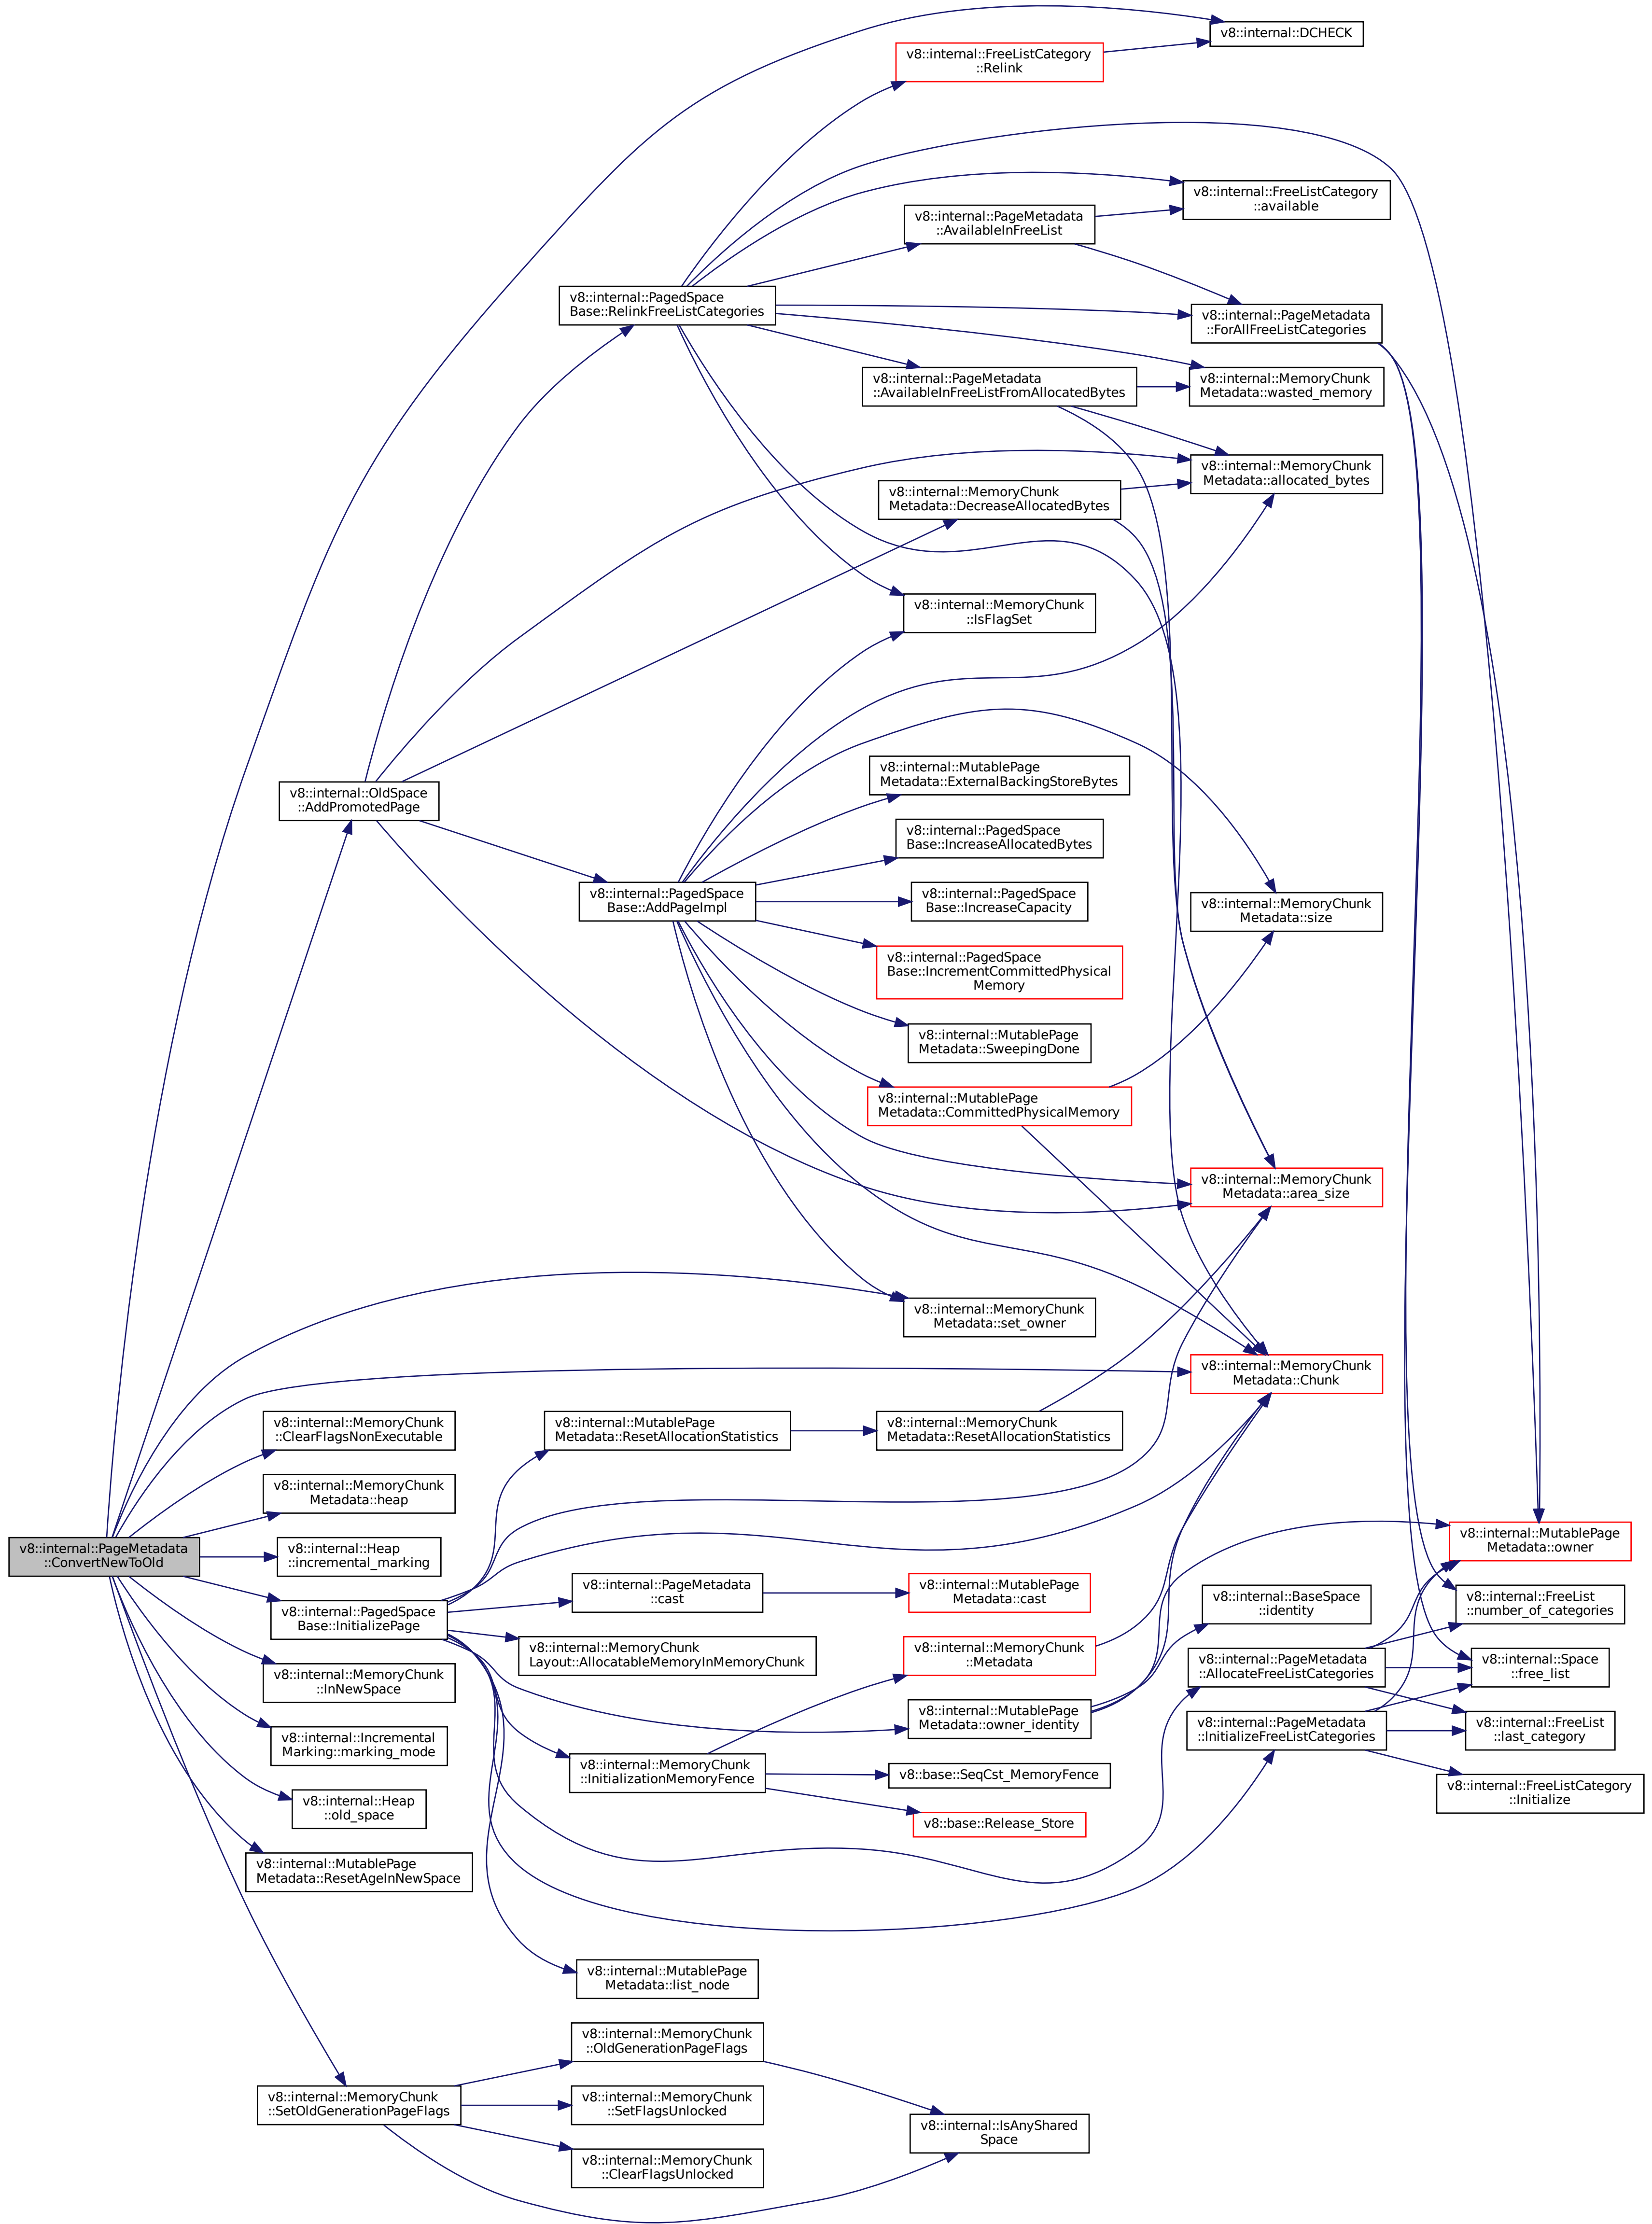 v8::internal::DCHECK
v8::internal::FreeListCategory
::Relink
v8::internal::FreeListCategory
::available
v8::internal::PageMetadata
::AvailableInFreeList
v8::internal::PagedSpace
Base::RelinkFreeListCategories
v8::internal::PageMetadata
::ForAllFreeListCategories
v8::internal::PageMetadata
::AvailableInFreeListFromAllocatedBytes
v8::internal::MemoryChunk
Metadata::wasted_memory
v8::internal::MemoryChunk
Metadata::allocated_bytes
v8::internal::MemoryChunk
Metadata::DecreaseAllocatedBytes
v8::internal::MemoryChunk
::IsFlagSet
v8::internal::OldSpace
::AddPromotedPage
v8::internal::MutablePage
Metadata::ExternalBackingStoreBytes
v8::internal::PagedSpace
Base::IncreaseAllocatedBytes
v8::internal::PagedSpace
Base::AddPageImpl
v8::internal::PagedSpace
Base::IncreaseCapacity
v8::internal::MemoryChunk
Metadata::size
v8::internal::PagedSpace
Base::IncrementCommittedPhysical
Memory
v8::internal::MutablePage
Metadata::SweepingDone
v8::internal::MutablePage
Metadata::CommittedPhysicalMemory
v8::internal::MemoryChunk
Metadata::area_size
v8::internal::MemoryChunk
Metadata::set_owner
v8::internal::MemoryChunk
Metadata::Chunk
v8::internal::MemoryChunk
::ClearFlagsNonExecutable
v8::internal::MutablePage
Metadata::ResetAllocationStatistics
v8::internal::MemoryChunk
Metadata::ResetAllocationStatistics
v8::internal::MemoryChunk
Metadata::heap
v8::internal::PageMetadata
::ConvertNewToOld
v8::internal::Heap
::incremental_marking
v8::internal::MutablePage
Metadata::owner
v8::internal::PagedSpace
Base::InitializePage
v8::internal::PageMetadata
::cast
v8::internal::MutablePage
Metadata::cast
v8::internal::BaseSpace
::identity
v8::internal::FreeList
::number_of_categories
v8::internal::MemoryChunk
Layout::AllocatableMemoryInMemoryChunk
v8::internal::MemoryChunk
::Metadata
v8::internal::PageMetadata
::AllocateFreeListCategories
v8::internal::Space
::free_list
v8::internal::MemoryChunk
::InNewSpace
v8::internal::MutablePage
Metadata::owner_identity
v8::internal::PageMetadata
::InitializeFreeListCategories
v8::internal::FreeList
::last_category
v8::internal::Incremental
Marking::marking_mode
v8::internal::MemoryChunk
::InitializationMemoryFence
v8::base::SeqCst_MemoryFence
v8::internal::FreeListCategory
::Initialize
v8::internal::Heap
::old_space
v8::base::Release_Store
v8::internal::MutablePage
Metadata::ResetAgeInNewSpace
v8::internal::MutablePage
Metadata::list_node
v8::internal::MemoryChunk
::OldGenerationPageFlags
v8::internal::MemoryChunk
::SetOldGenerationPageFlags
v8::internal::MemoryChunk
::SetFlagsUnlocked
v8::internal::IsAnyShared
Space
v8::internal::MemoryChunk
::ClearFlagsUnlocked